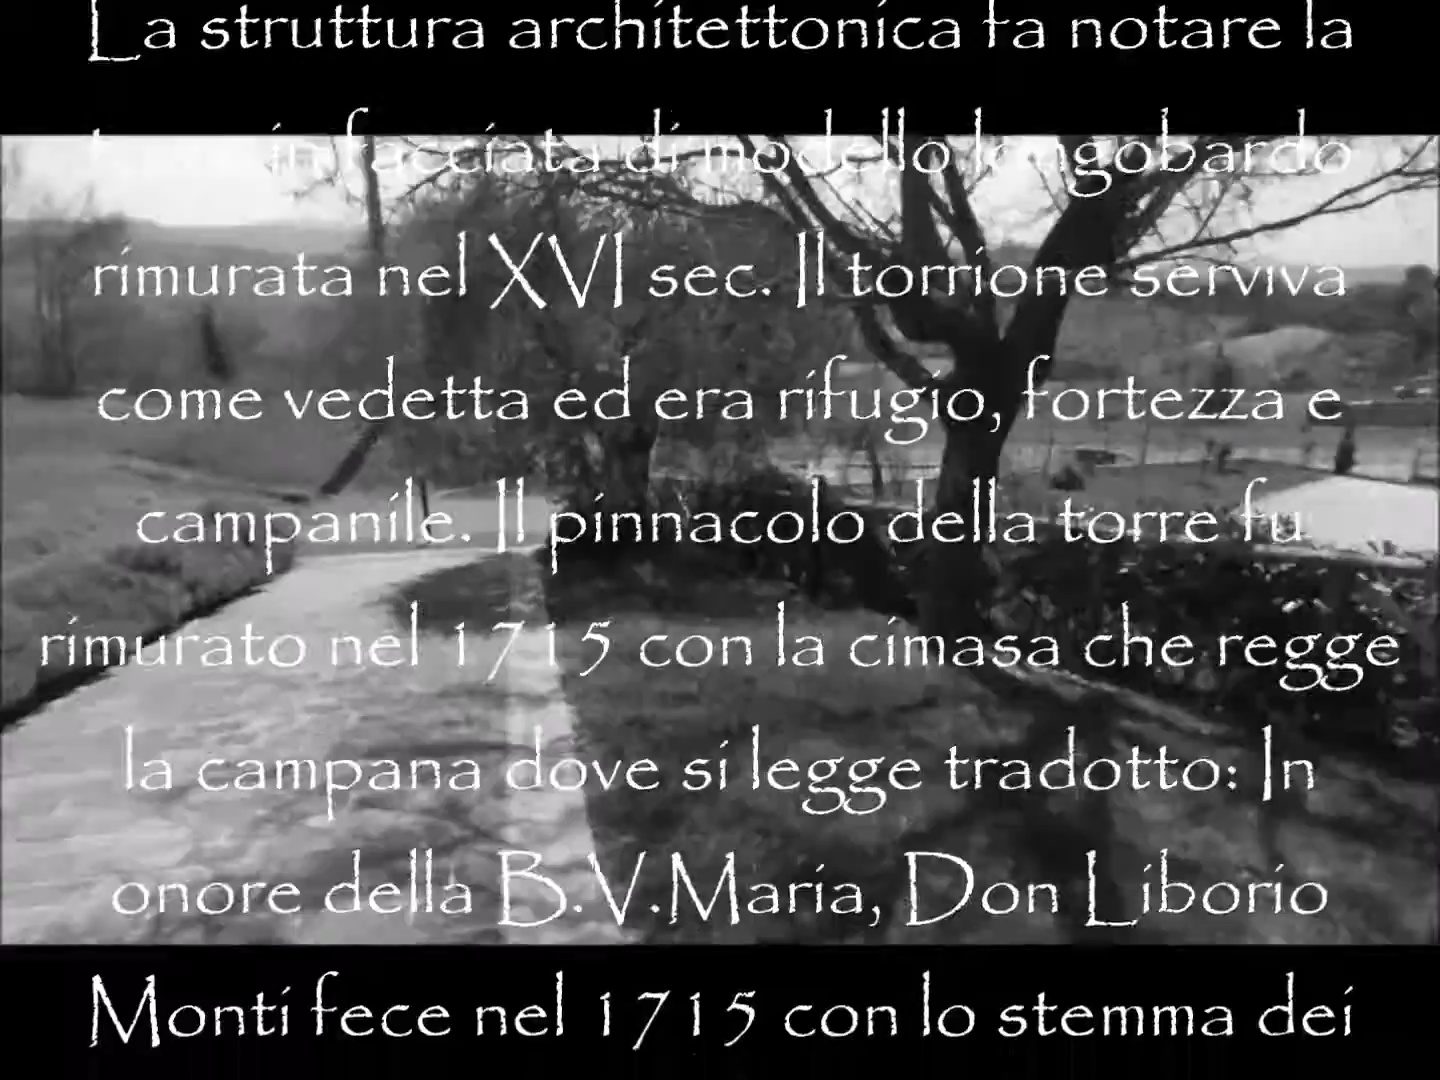 La struttura architettonica fa notare la
in facciata di modello longobardo
rimurata nel XVI sec. Il torrione serviva
come vedetta ed era rifugio, fortezza e
campanile. Il pinnacolo della torre fu
rimurato nel 1715 con la cimasa che regge
la campana dove si legge tradotto: In
onore della B.V.Maria, Don Liborio
Monti fece nel 1715 con lo stemma dei